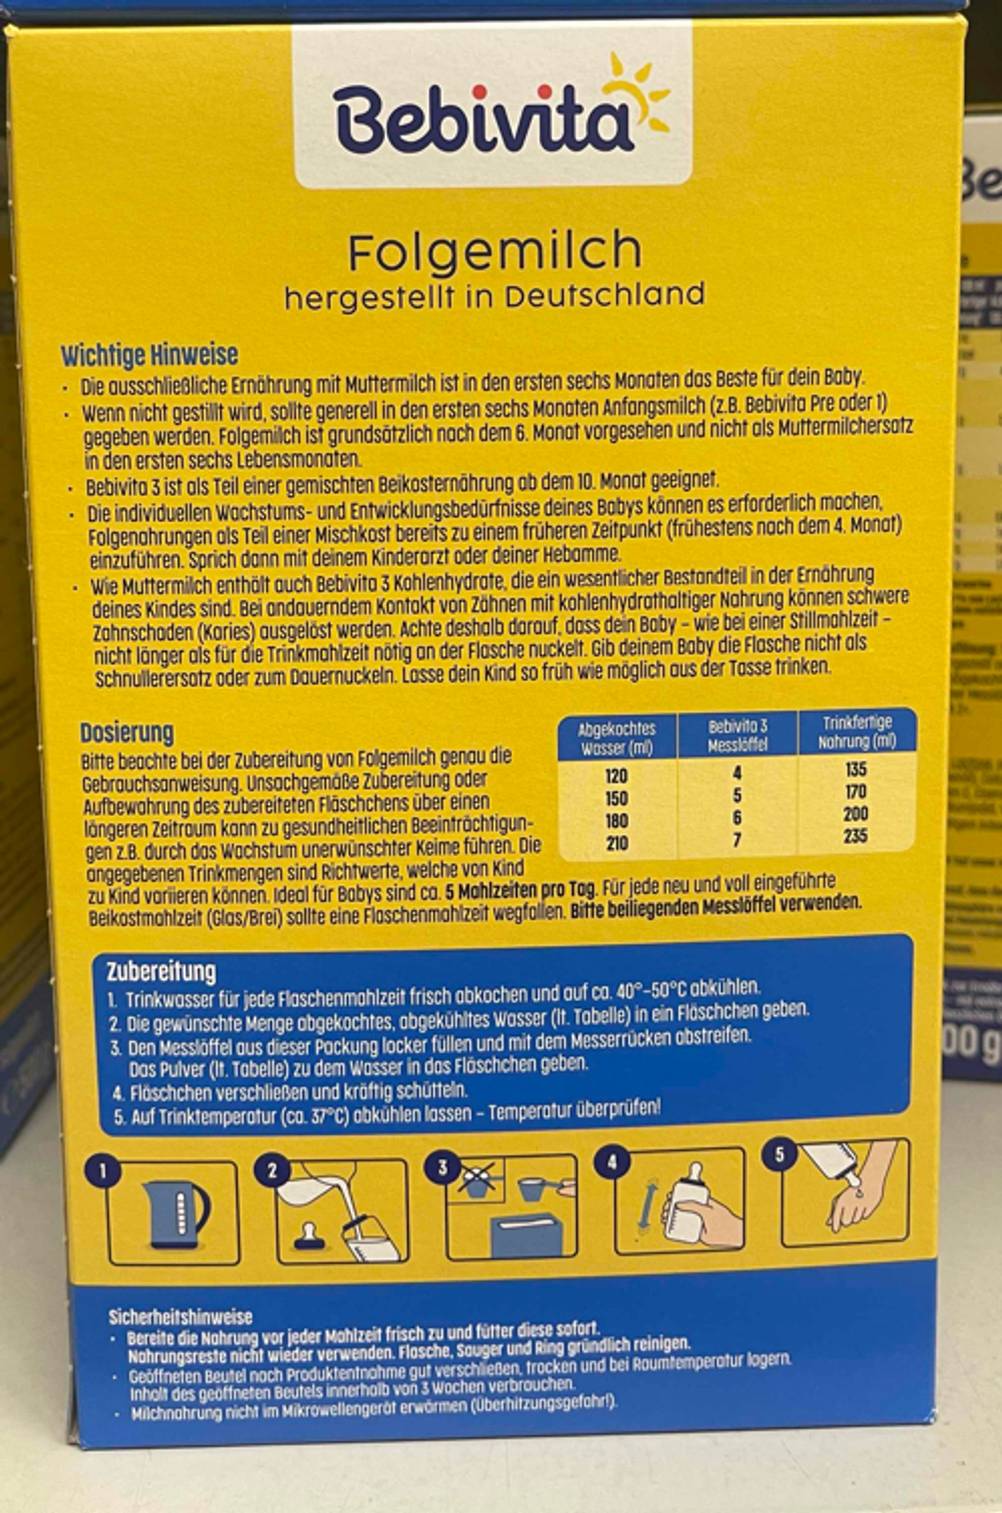 Bebivita
Folgemilch
hergestellt in Deutschland
Wichtige Hinweise
· Die ausschließliche Ernährung mit Muttermilch ist in den ersten sechs Monaten das Beste für dein Baby.
· Wenn nicht gestillt wird, sollte generell in den ersten sechs Monaten Anfangsmilch (z.B. Bebivita Pre oder 1)
gegeben werden. Folgemilch ist grundsätzlich nach dem 6. Monat vorgesehen und nicht als Muttermilchersatz
in den ersten sechs Lebensmonaten.
· Bebivita 3 ist als Teil einer gemischten Beikosternährung ab dem 10. Monat geeignet.
· Die individuellen Wachstums- und Entwicklungsbedürfnisse deines Babys können es erforderlich machen,
Folgenahrungen als Teil einer Mischkost bereits zu einem früheren Zeitpunkt (frühestens nach dem 4. Monat)
einzuführen. Sprich dann mit deinem Kinderarzt oder deiner Hebamme.
· Wie Muttermilch enthält auch Bebivita 3 Kohlenhydrate, die ein wesentlicher Bestandteil in der Ernährung
deines Kindes sind. Bei andauerndem Kontakt von Zähnen mit kohlenhydrathaltiger Nahrung können schwere
Zahnschäden (Karies) ausgelöst werden. Achte deshalb darauf, dass dein Baby – wie bei einer Stillmahlzeit –
nicht länger als für die Trinkmahlzeit nötig an der Flasche nuckelt. Gib deinem Baby die Flasche nicht als
Schnullerersatz oder zum Dauernuckeln. Lasse dein Kind so früh wie möglich aus der Tasse trinken.
Dosierung
Bitte beachte bei der Zubereitung von Folgemilch genau die
Gebrauchsanweisung. Unsachgemäße Zubereitung oder
Aufbewahrung des zubereiteten Fläschchens über einen
längeren Zeitraum kann zu gesundheitlichen Beeinträchtigun-
gen z.B. durch das Wachstum unerwünschter Keime führen. Die
angegebenen Trinkmengen sind Richtwerte, welche von Kind
zu Kind variieren können. Ideal für Babys sind ca. 5 Mahlzeiten pro Tag. Für jede neu und voll eingeführte
Beikostmahlzeit (Glas/Brei) sollte eine Flaschenmahlzeit wegfallen. Bitte beiliegenden Messlöffel verwenden.
Abgekochtes Bebivita 3 Trinkfertige
Wasser (ml) Messlöffel Nahrung (ml)
120 4 135
150 5 170
180 6 200
210 7 235
Zubereitung
1. Trinkwasser für jede Flaschenmahlzeit frisch abkochen und auf ca. 40°-50°C abkühlen.
2. Die gewünschte Menge abgekochtes, abgekühltes Wasser (lt. Tabelle) in ein Fläschchen geben.
3. Den Messlöffel aus dieser Packung locker füllen und mit dem Messerrücken abstreifen.
Das Pulver (lt. Tabelle) zu dem Wasser in das Fläschchen geben.
4. Fläschchen verschließen und kräftig schütteln.
5. Auf Trinktemperatur (ca. 37°C) abkühlen lassen – Temperatur überprüfen!
1 2 3 4 5
Sicherheitshinweise
· Bereite die Nahrung vor jeder Mahlzeit frisch zu und fütter diese sofort.
Nahrungsreste nicht wieder verwenden. Flasche, Sauger und Ring gründlich reinigen.
· Geöffneten Beutel nach Produktentnahme gut verschließen, trocken und bei Raumtemperatur lagern.
Inhalt des geöffneten Beutels innerhalb von 3 Wochen verbrauchen.
· Milchnahrung nicht im Mikrowellengerät erwärmen (Überhitzungsgefahr!).
Be
00 g